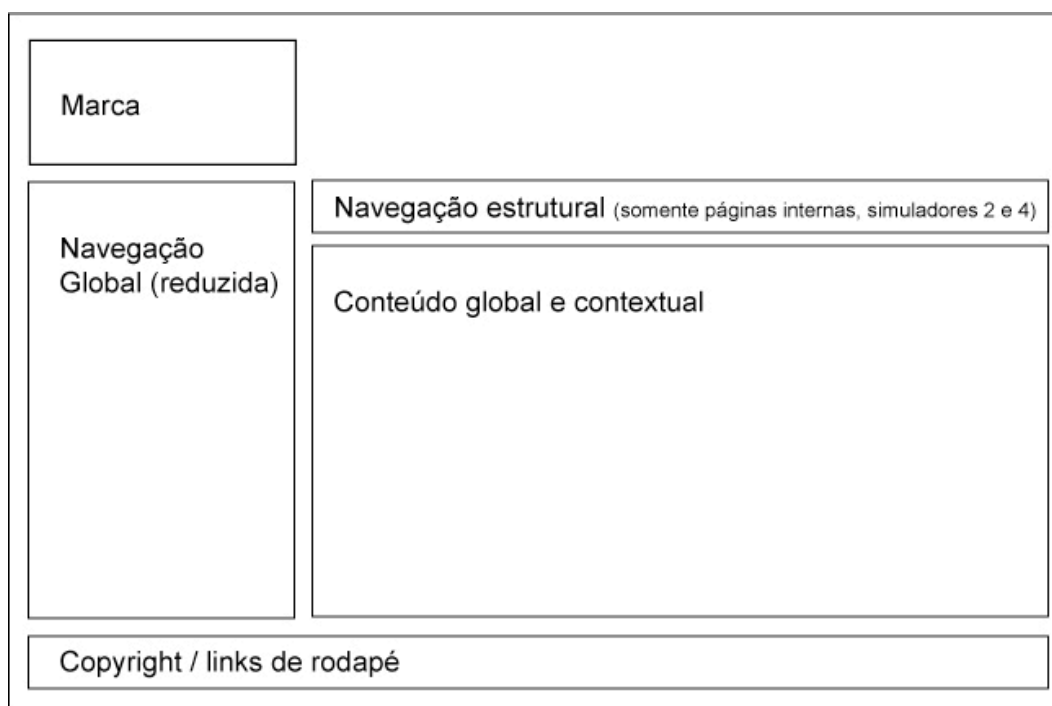 Marca
Navegação estrutural (somente páginas internas, simuladores 2 e 4)
Navegação
Global (reduzida)
Conteúdo global e contextual
Copyright / links de rodapé